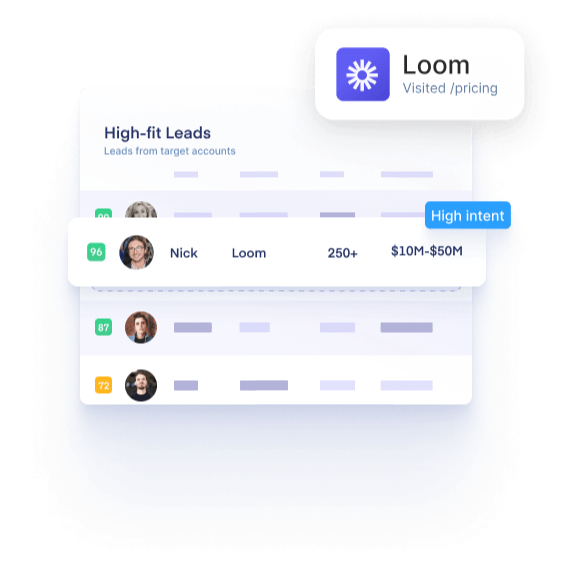 Loom
Visited /pricing
High-fit Leads
Leads from target accounts
High intent
96 Nick Loom 250+ $10M-$50M
87
72